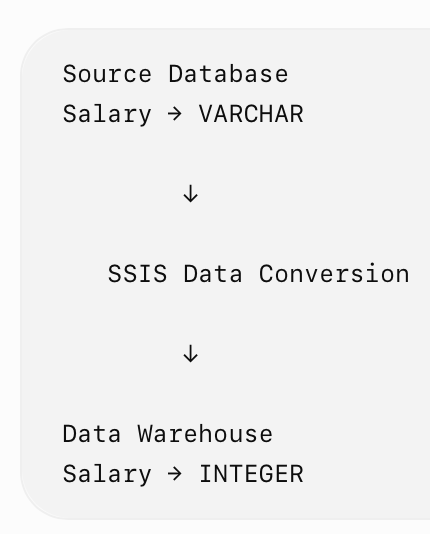 Source Database
Salary → VARCHAR
↓
SSIS Data Conversion
↓
Data Warehouse
Salary → INTEGER